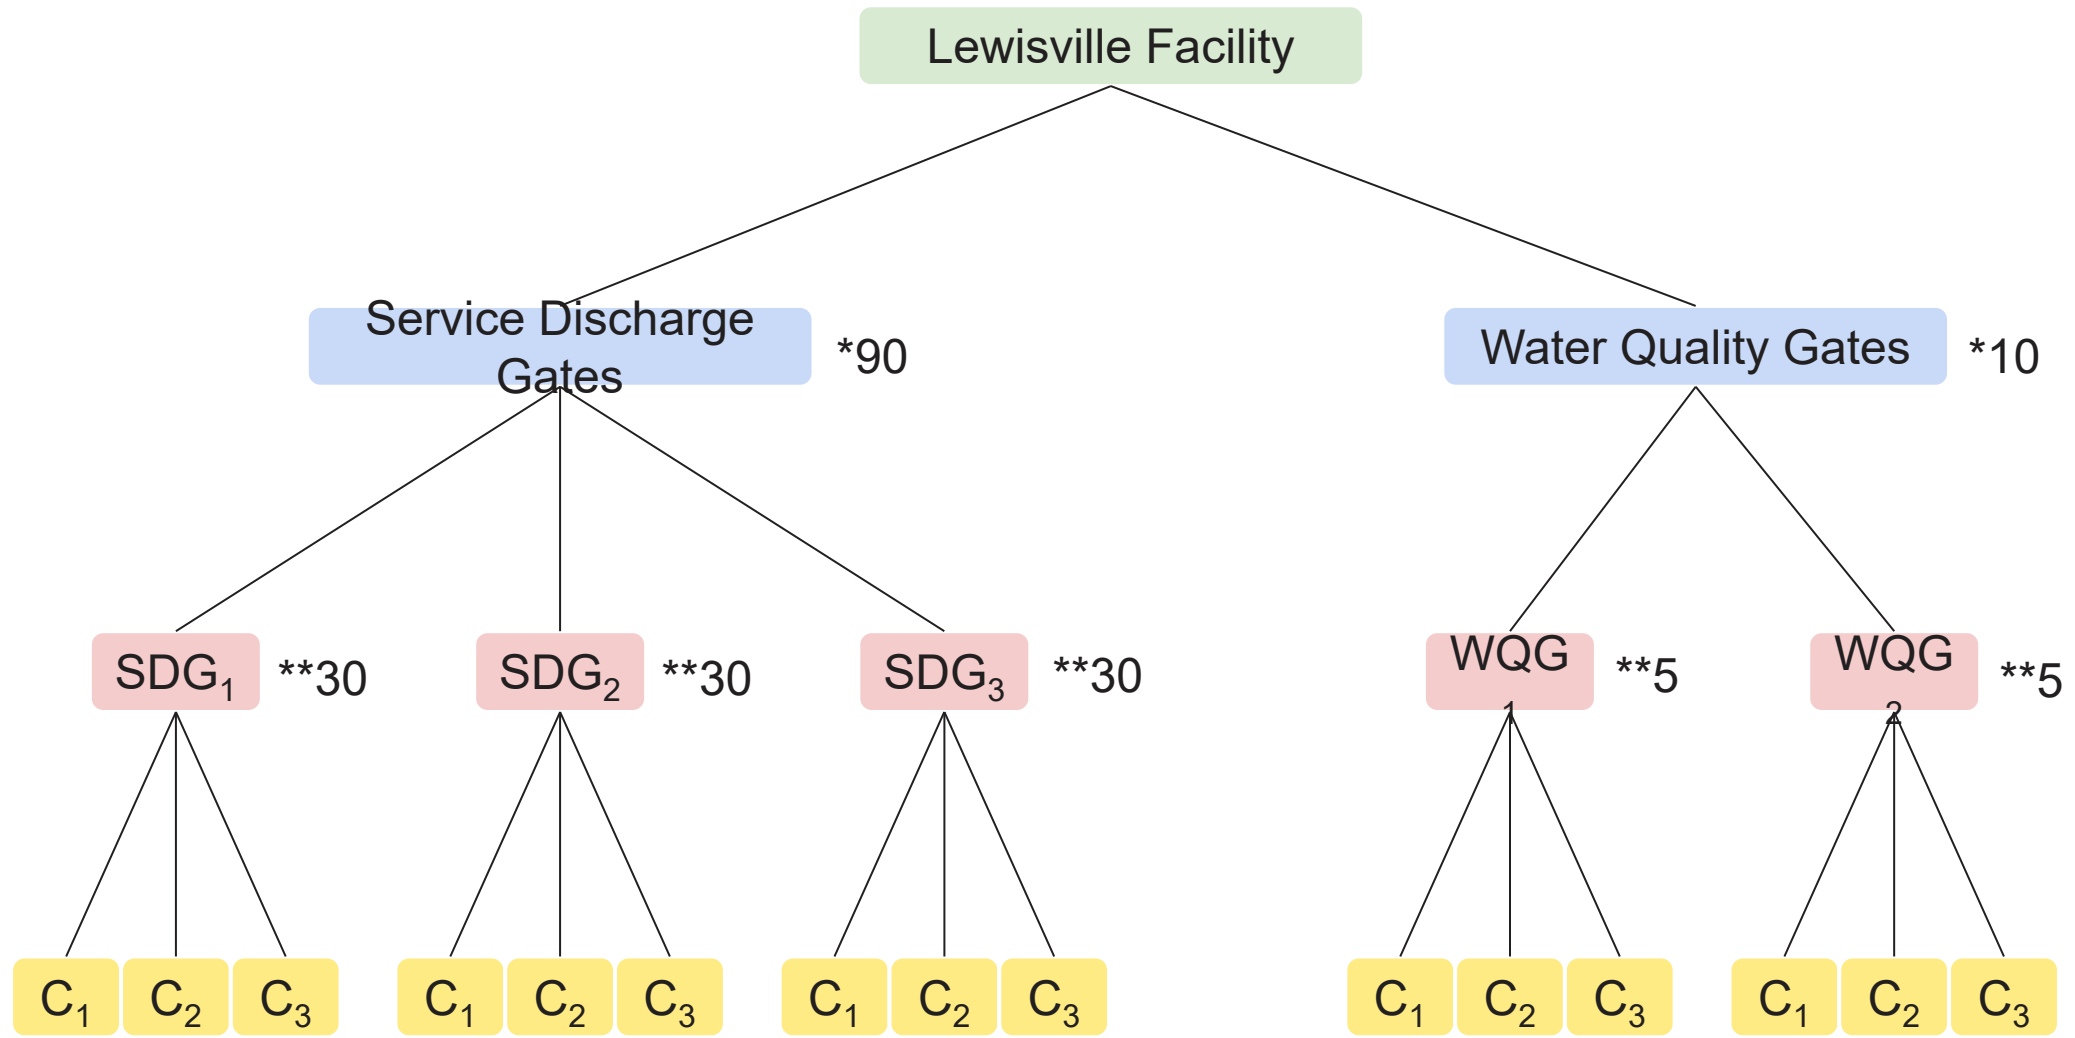 Lewisville Facility
Service Discharge
Gates
*90
Water Quality Gates
*10
SDG₁
**30
SDG₂
**30
SDG₃
**30
WQG
1
**5
WQG
2
**5
C₁
C₂
C₃
C₁
C₂
C₃
C₁
C₂
C₃
C₁
C₂
C₃
C₁
C₂
C₃